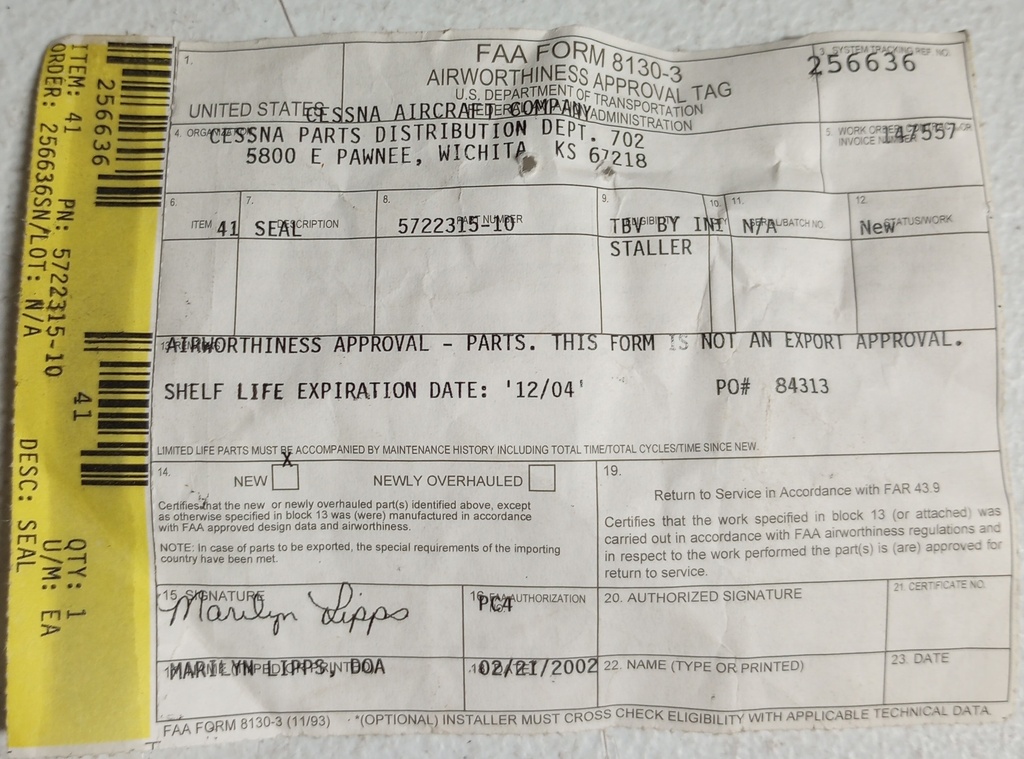 1.
FAA FORM 8130-3
AIRWORTHINESS APPROVAL TAG
U.S. DEPARTMENT OF TRANSPORTATION
FEDERAL ADMINISTRATION
UNITED STATES
3. SYSTEM TRACKING REF. NO.
256636
CESSNA AIRCRAFT COMPANY
4.
CESSNA PARTS DISTRIBUTION DEPT. 702
5800 E PAWNEE, WICHITA, KS 67218
5. WORK ORDER, OR
INVOICE NUMBER
147557
6. ITEM 41
7. DESCRIPTION SEAL
8. PART NUMBER 5722315-10
9. ELIGIBILITY TBV BY INSTALLER
10.
11. SERIAL/BATCH NO. N/A
12. STATUS/WORK New
AIRWORTHINESS APPROVAL - PARTS. THIS FORM IS NOT AN EXPORT APPROVAL.
SHELF LIFE EXPIRATION DATE: '12/04' PO# 84313
LIMITED LIFE PARTS MUST BE ACCOMPANIED BY MAINTENANCE HISTORY INCLUDING TOTAL TIME/TOTAL CYCLES/TIME SINCE NEW.
14. NEW X NEWLY OVERHAULED
Certifies that the new or newly overhauled part(s) identified above, except
as otherwise specified in block 13 was (were) manufactured in accordance
with FAA approved design data and airworthiness.
NOTE: In case of parts to be exported, the special requirements of the importing
country have been met.
19.
Return to Service in Accordance with FAR 43.9
Certifies that the work specified in block 13 (or attached) was
carried out in accordance with FAA airworthiness regulations and
in respect to the work performed the part(s) is (are) approved for
return to service.
15. SIGNATURE
Marilyn Lipps
16. FAA AUTHORIZATION
PC4
20. AUTHORIZED SIGNATURE
21. CERTIFICATE NO.
MARILYN LIPPS, DOA
02/21/2002
22. NAME (TYPE OR PRINTED)
23. DATE
FAA FORM 8130-3 (11/93) *(OPTIONAL) INSTALLER MUST CROSS CHECK ELIGIBILITY WITH APPLICABLE TECHNICAL DATA.
ITEM: 41 PN: 5722315-10 QTY: 1
ORDER: 256636SN/LOT: N/A U/M: EA
DESC: SEAL
256636
41